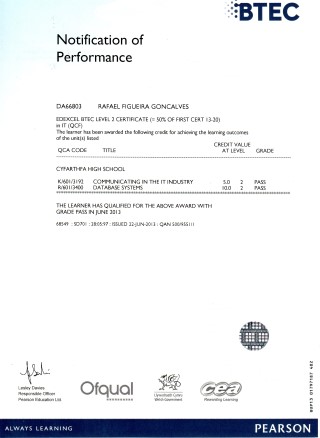 BTEC
Notification of
Performance
DA66803 RAFAEL FIGUEIRA GONCALVES
EDEXCEL BTEC LEVEL 2 CERTIFICATE (= 50% OF FIRST CERT 13-20)
in IT (QCF)
The learner has been awarded the following credit for achieving the learning outcomes
of the unit(s) listed
CREDIT VALUE
QCA CODE TITLE AT LEVEL GRADE
CYFARTHFA HIGH SCHOOL
K/601/3192 COMMUNICATING IN THE IT INDUSTRY 5.0 2 PASS
R/601/3400 DATABASE SYSTEMS 10.0 2 PASS
THE LEARNER HAS QUALIFIED FOR THE ABOVE AWARD WITH
GRADE PASS IN JUNE 2013
68549 : SD701 : 28:05:97 : ISSUED 22-JUN-2013 : QAN 500/9551/1
Lesley Davies
Responsible Officer
Pearson Education Ltd.
Ofqual
Llywodraeth Cymru
Welsh Government
cea
Rewarding Learning
ALWAYS LEARNING
PEARSON